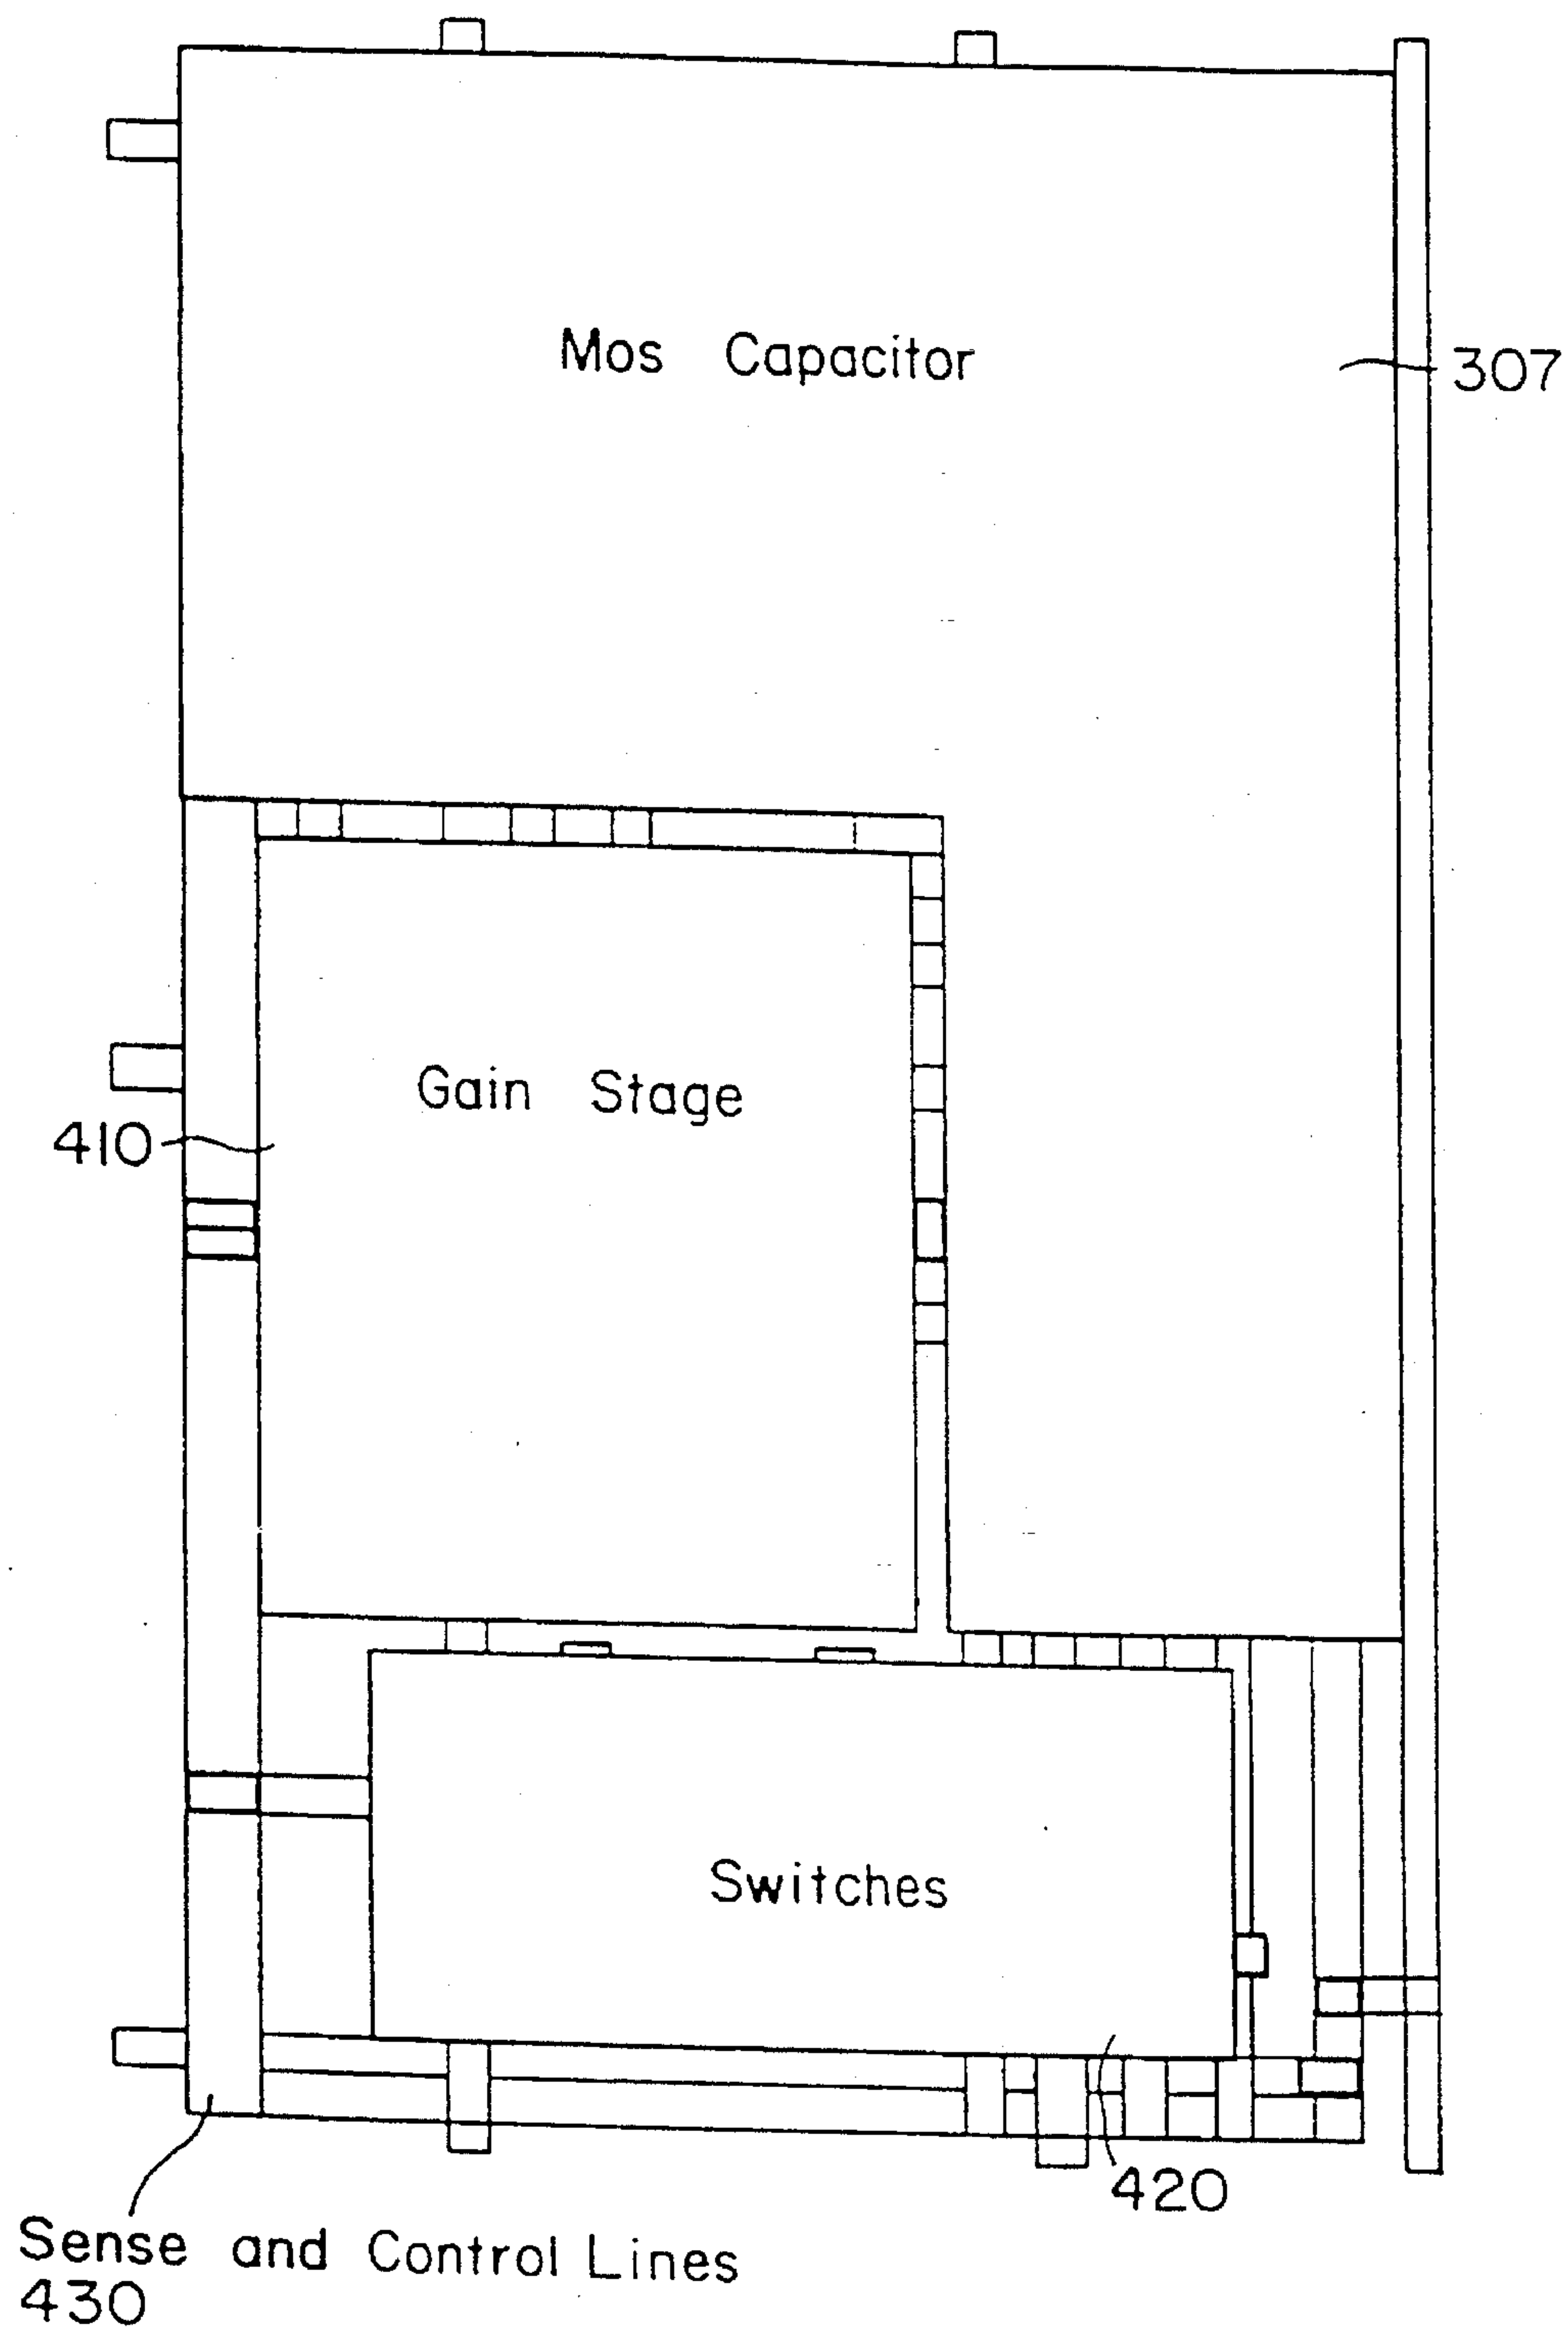 Mos Capacitor
307
Gain Stage
410
Switches
420
Sense and Control Lines
430